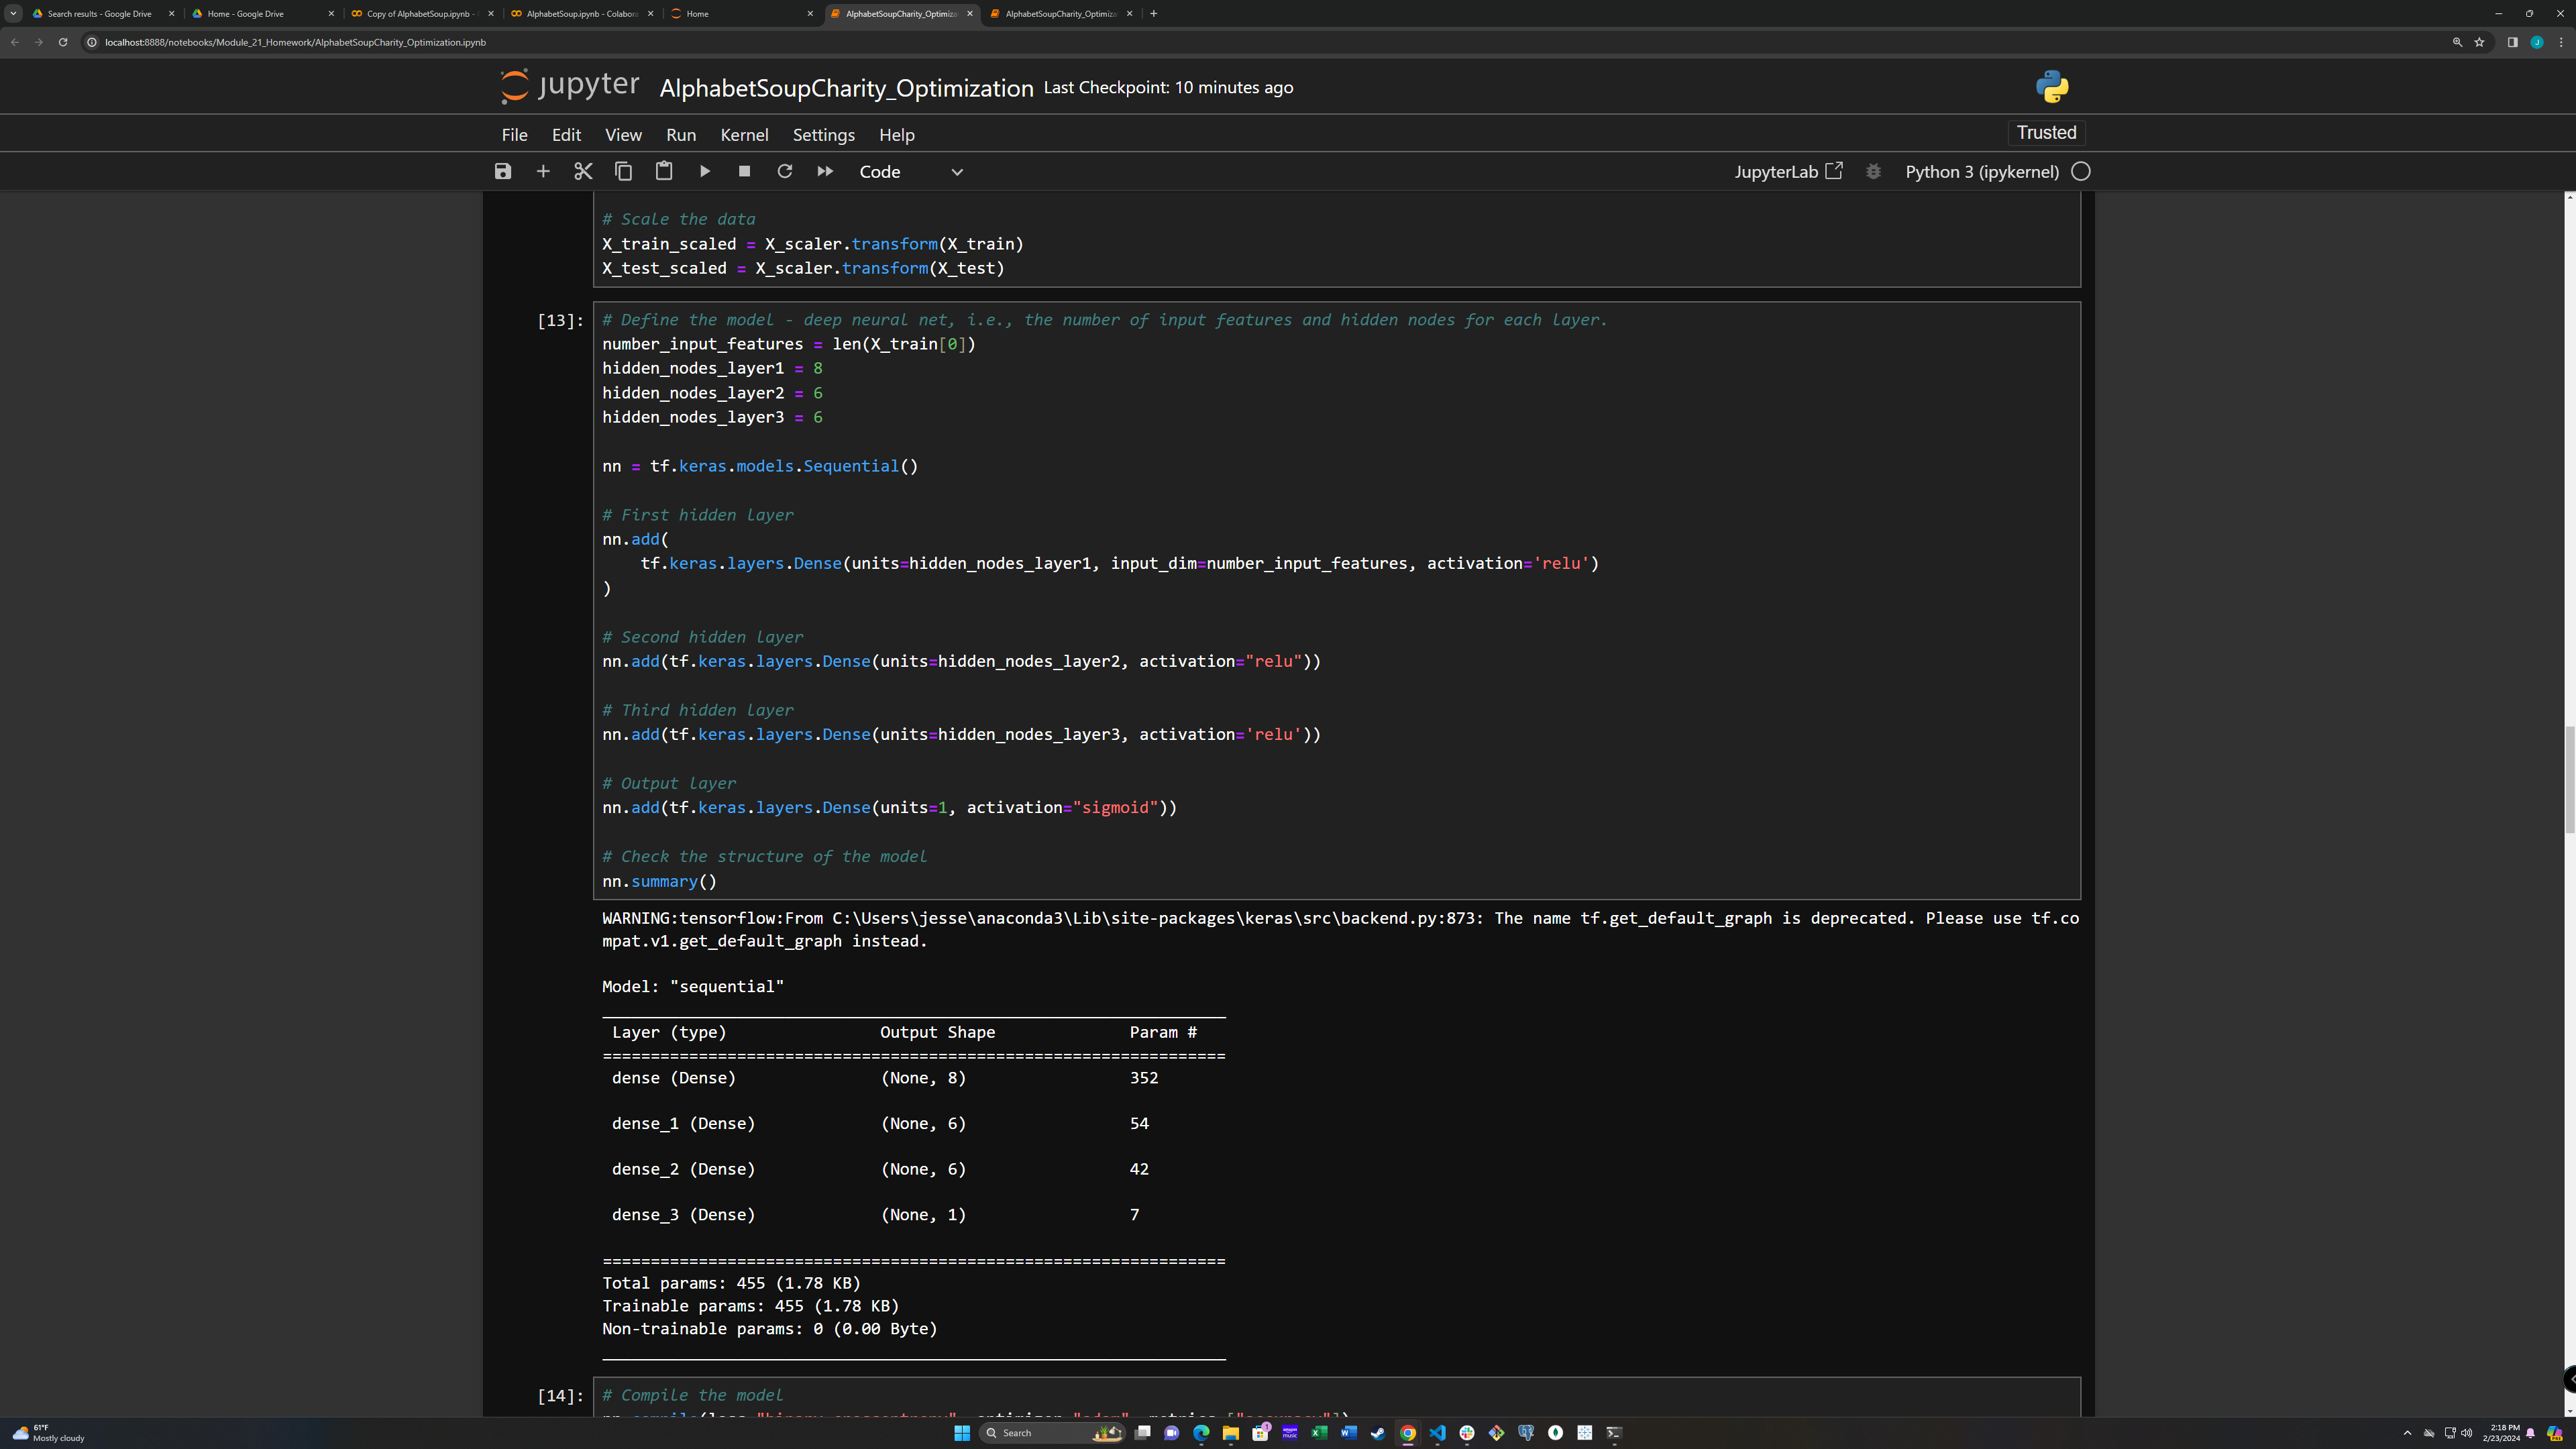 Search results - Google Drive
Home - Google Drive
Copy of AlphabetSoup.ipynb -
AlphabetSoup.ipynb - Colabora
Home
AlphabetSoupCharity_Optimiza
AlphabetSoupCharity_Optimiza
localhost:8888/notebooks/Module_21_Homework/AlphabetSoupCharity_Optimization.ipynb
J
jupyter AlphabetSoupCharity_Optimization Last Checkpoint: 10 minutes ago
File Edit View Run Kernel Settings Help
Trusted
Code
JupyterLab
Python 3 (ipykernel)
# Scale the data
X_train_scaled = X_scaler.transform(X_train)
X_test_scaled = X_scaler.transform(X_test)
[13]:
# Define the model - deep neural net, i.e., the number of input features and hidden nodes for each layer.
number_input_features = len(X_train[0])
hidden_nodes_layer1 = 8
hidden_nodes_layer2 = 6
hidden_nodes_layer3 = 6
nn = tf.keras.models.Sequential()
# First hidden layer
nn.add(
    tf.keras.layers.Dense(units=hidden_nodes_layer1, input_dim=number_input_features, activation='relu')
)
# Second hidden layer
nn.add(tf.keras.layers.Dense(units=hidden_nodes_layer2, activation="relu"))
# Third hidden layer
nn.add(tf.keras.layers.Dense(units=hidden_nodes_layer3, activation='relu'))
# Output layer
nn.add(tf.keras.layers.Dense(units=1, activation="sigmoid"))
# Check the structure of the model
nn.summary()
WARNING:tensorflow:From C:\Users\jesse\anaconda3\Lib\site-packages\keras\src\backend.py:873: The name tf.get_default_graph is deprecated. Please use tf.co
mpat.v1.get_default_graph instead.
Model: "sequential"
Layer (type) Output Shape Param #
=================================================================
dense (Dense) (None, 8) 352
dense_1 (Dense) (None, 6) 54
dense_2 (Dense) (None, 6) 42
dense_3 (Dense) (None, 1) 7
=================================================================
Total params: 455 (1.78 KB)
Trainable params: 455 (1.78 KB)
Non-trainable params: 0 (0.00 Byte)
[14]:
# Compile the model
nn.compile(loss="binary_crossentropy", optimizer="adam", metrics=["accuracy"])
61°F
Mostly cloudy
Search
2:18 PM
2/23/2024